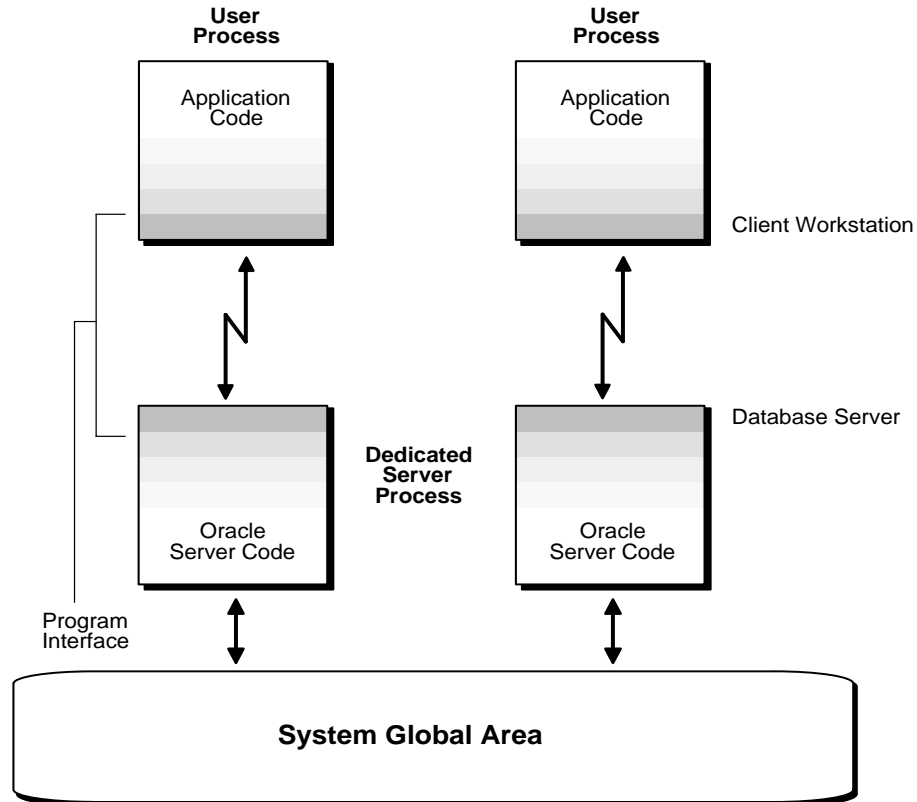 User
Process
User
Process
Application
Code
Application
Code
Client Workstation
Database Server
Dedicated
Server
Process
Oracle
Server Code
Oracle
Server Code
Program
Interface
System Global Area